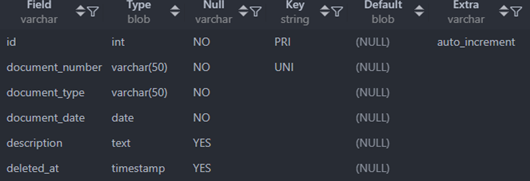 Field Type Null Key Default Extra
varchar blob varchar string blob varchar
id int NO PRI (NULL) auto_increment
document_number varchar(50) NO UNI (NULL)
document_type varchar(50) NO (NULL)
document_date date NO (NULL)
description text YES (NULL)
deleted_at timestamp YES (NULL)